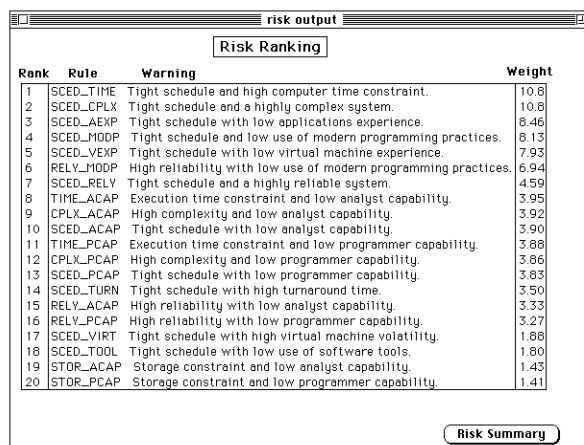 risk output
Risk Ranking
Rank Rule Warning Weight
1 SCED_TIME Tight schedule and high computer time constraint. 10.8
2 SCED_CPLX Tight schedule and a highly complex system. 10.8
3 SCED_AEXP Tight schedule with low applications experience. 8.46
4 SCED_MODP Tight schedule and low use of modern programming practices. 8.13
5 SCED_VEXP Tight schedule with low virtual machine experience. 7.93
6 RELY_MODP High reliability with low use of modern programming practices. 6.94
7 SCED_RELY Tight schedule and a highly reliable system. 4.59
8 TIME_ACAP Execution time constraint and low analyst capability. 3.95
9 CPLX_ACAP High complexity and low analyst capability. 3.92
10 SCED_ACAP Tight schedule with low analyst capability. 3.90
11 TIME_PCAP Execution time constraint and low programmer capability. 3.88
12 CPLX_PCAP High complexity and low programmer capability. 3.86
13 SCED_PCAP Tight schedule with low programmer capability. 3.83
14 SCED_TURN Tight schedule with high turnaround time. 3.50
15 RELY_ACAP High reliability with low analyst capability. 3.33
16 RELY_PCAP High reliability with low programmer capability. 3.27
17 SCED_VIRT Tight schedule with high virtual machine volatility. 1.88
18 SCED_TOOL Tight schedule with low use of software tools. 1.80
19 STOR_ACAP Storage constraint and low analyst capability. 1.43
20 STOR_PCAP Storage constraint and low programmer capability. 1.41
Risk Summary